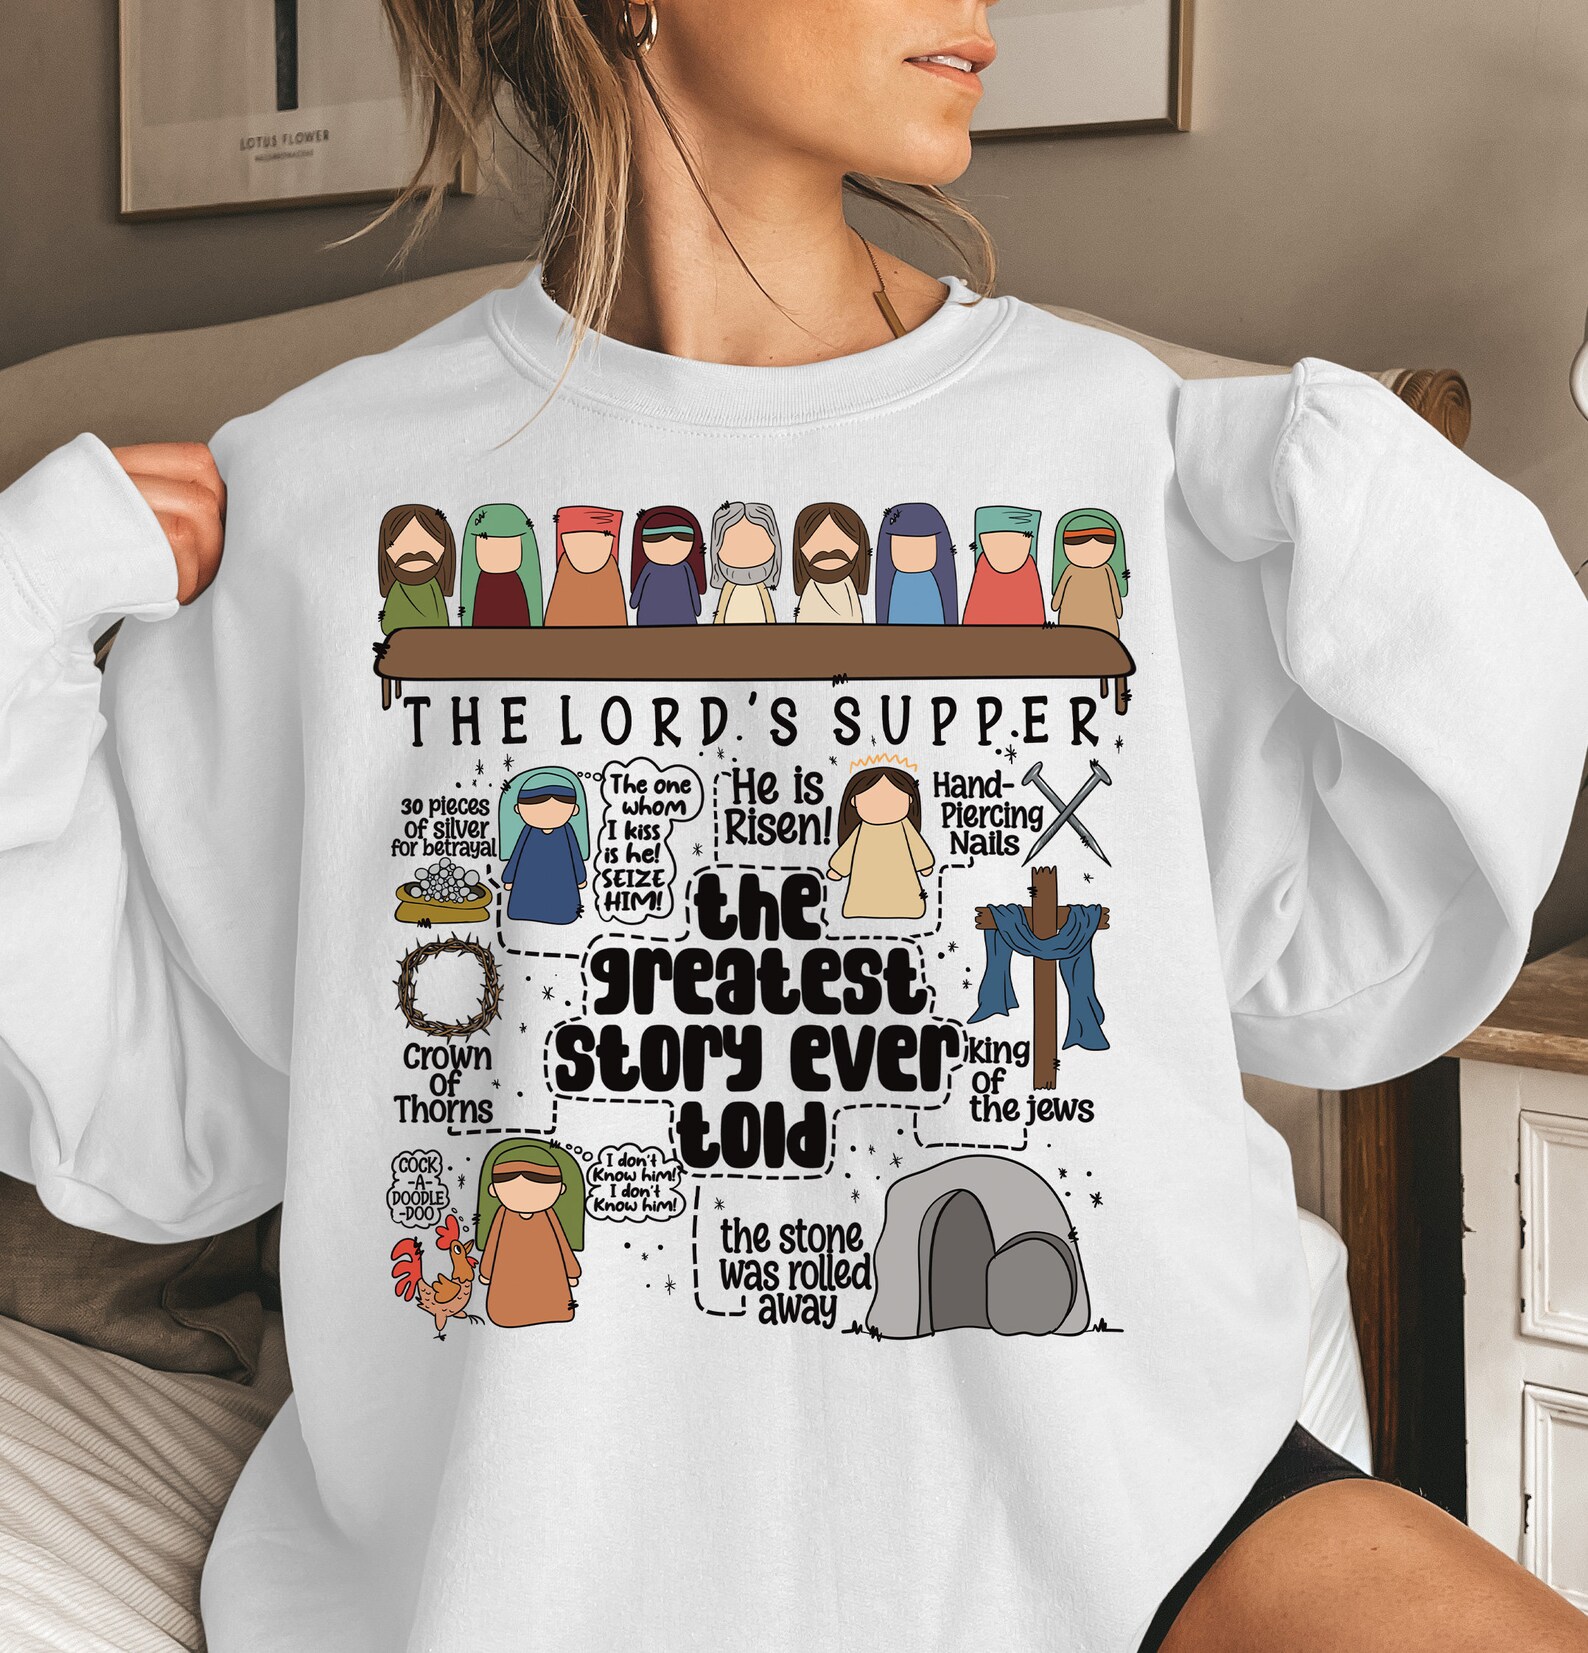 LOTUS FLOWER
THE LORD'S SUPPER
30 pieces
of silver
for betrayal
The one
whom
I kiss
is he!
SEIZE
HIM!
He is
Risen!
Hand-
Piercing
Nails
the
greatest
story ever
told
Crown
of
Thorns
king
of
the jews
COCK
-A-
DOODLE
-DOO
I don't
Know him!
I don't
Know him!
the stone
was rolled
away